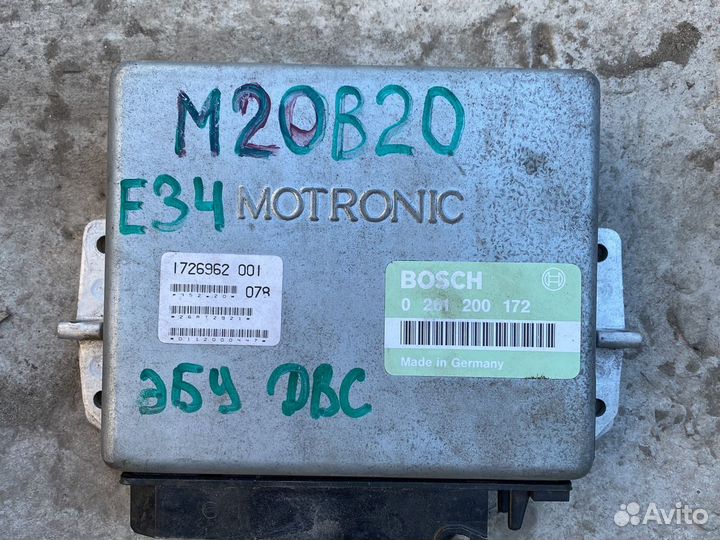 M20B20
E34 MOTRONIC
1726962 001
078
BOSCH
0 261 200 172
Made in Germany
ЭБУ ДВС
Avito